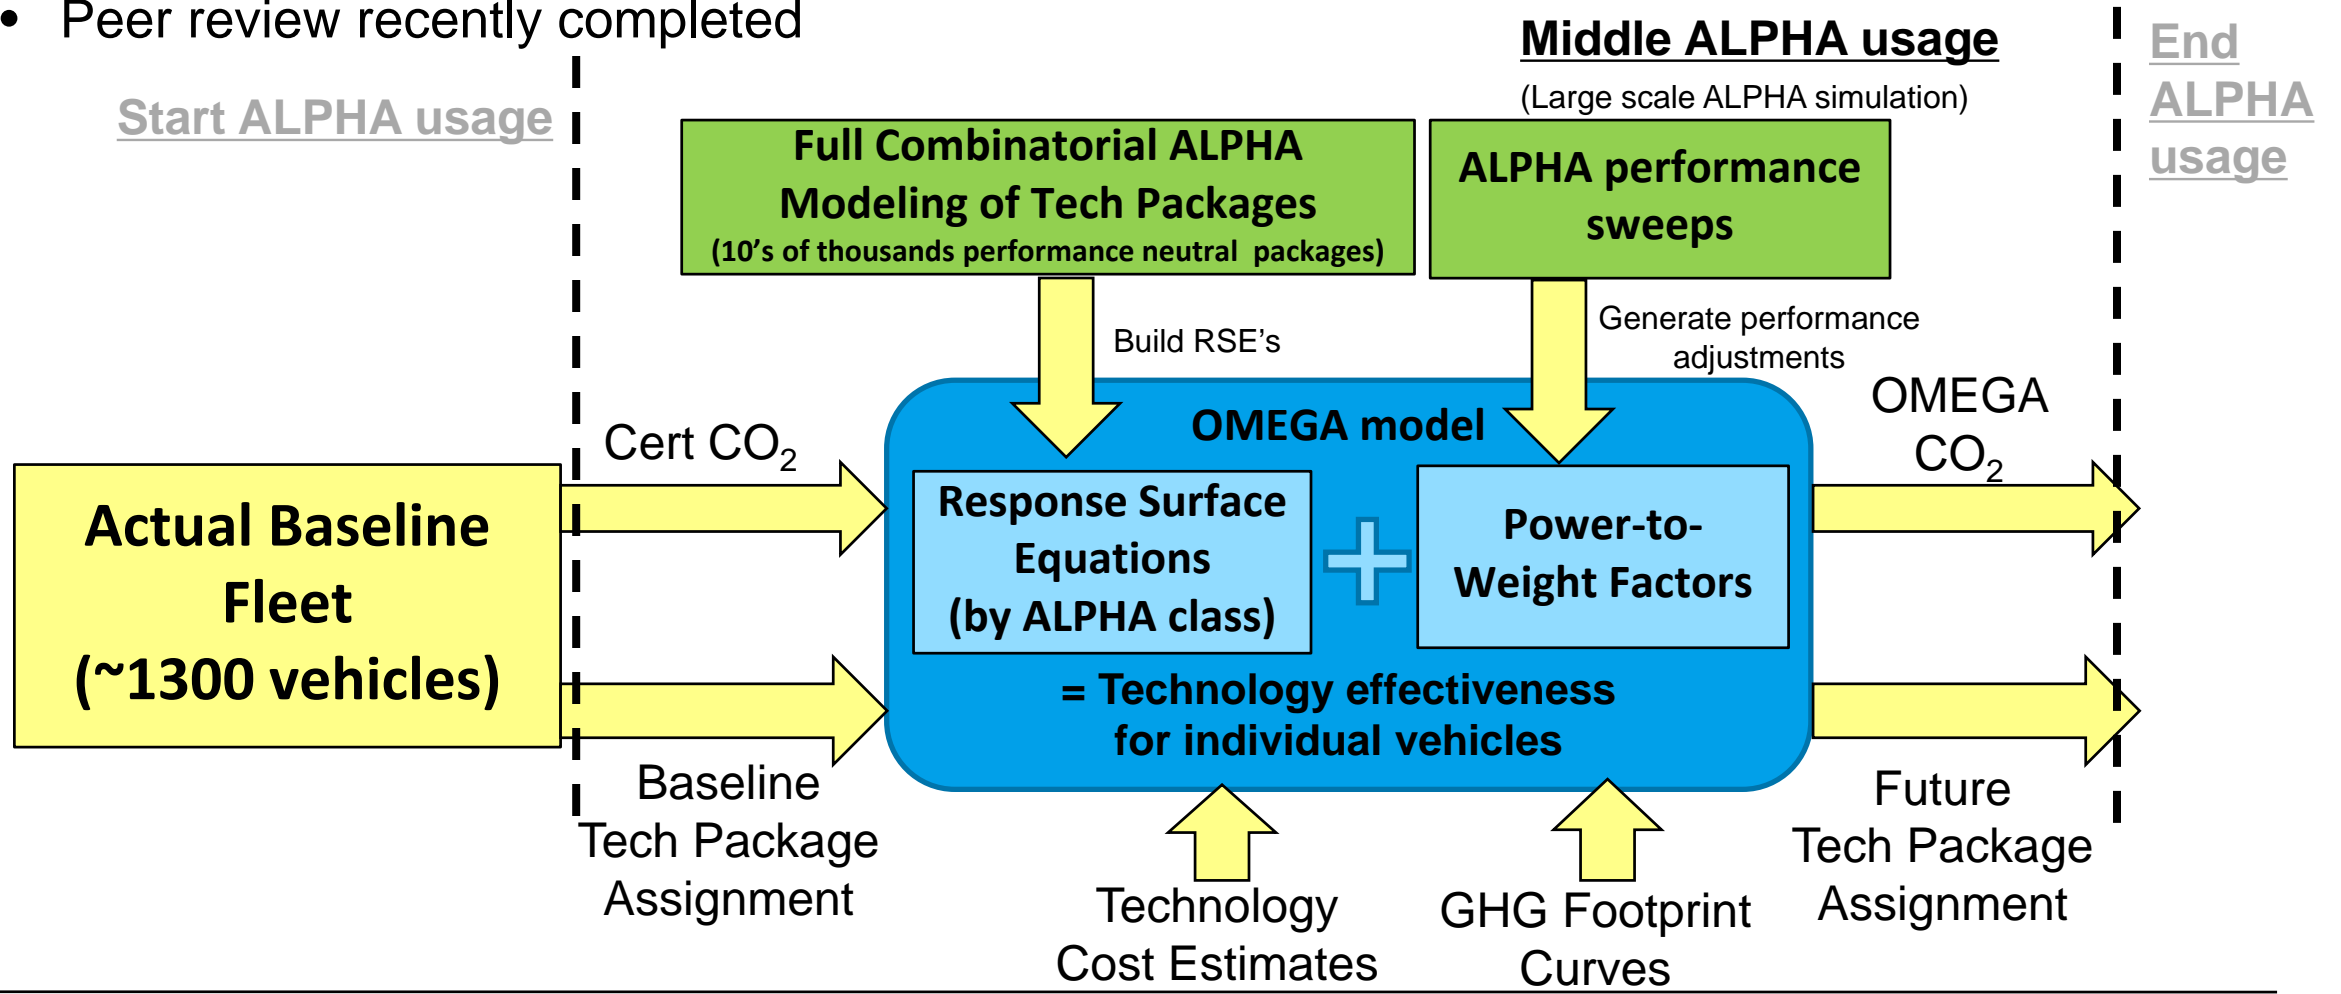 • Peer review recently completed
Start ALPHA usage
Middle ALPHA usage
(Large scale ALPHA simulation)
End
ALPHA
usage
Full Combinatorial ALPHA
Modeling of Tech Packages
(10’s of thousands performance neutral packages)
ALPHA performance
sweeps
Build RSE’s
Generate performance
adjustments
Actual Baseline
Fleet
(~1300 vehicles)
Cert CO₂
Baseline
Tech Package
Assignment
OMEGA model
Response Surface
Equations
(by ALPHA class)
+
Power-to-
Weight Factors
= Technology effectiveness
for individual vehicles
Technology
Cost Estimates
GHG Footprint
Curves
OMEGA
CO₂
Future
Tech Package
Assignment